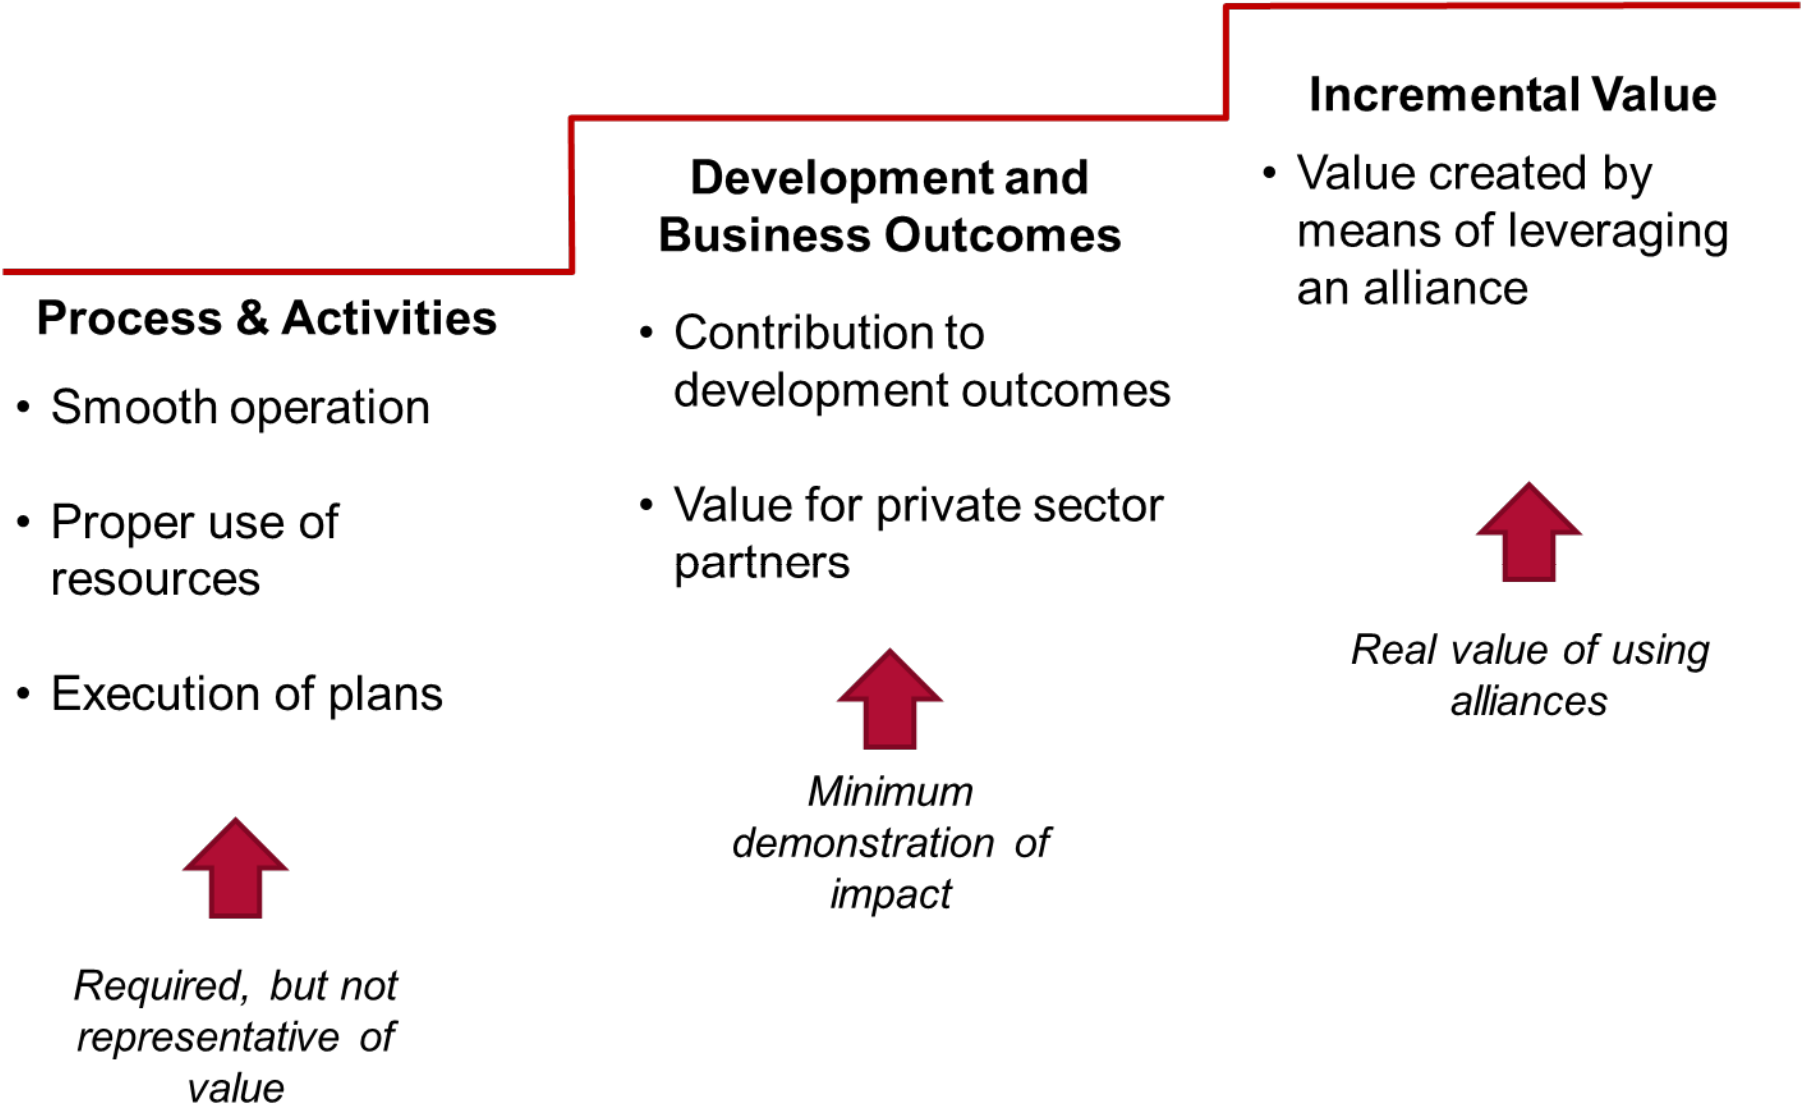 Process & Activities
• Smooth operation
• Proper use of
resources
• Execution of plans
Required, but not
representative of
value
Development and
Business Outcomes
• Contribution to
development outcomes
• Value for private sector
partners
Minimum
demonstration of
impact
Incremental Value
• Value created by
means of leveraging
an alliance
Real value of using
alliances